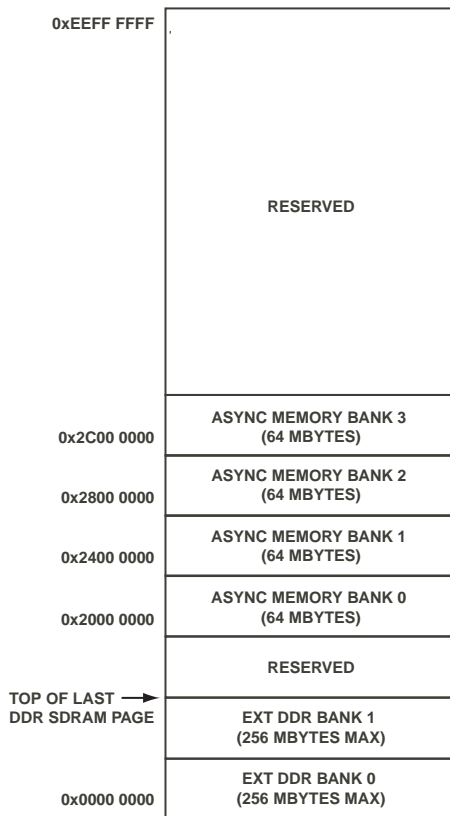 0xEEFF FFFF
RESERVED
ASYNC MEMORY BANK 3
(64 MBYTES)
0x2C00 0000
ASYNC MEMORY BANK 2
(64 MBYTES)
0x2800 0000
ASYNC MEMORY BANK 1
(64 MBYTES)
0x2400 0000
ASYNC MEMORY BANK 0
(64 MBYTES)
0x2000 0000
RESERVED
TOP OF LAST
DDR SDRAM PAGE
EXT DDR BANK 1
(256 MBYTES MAX)
EXT DDR BANK 0
(256 MBYTES MAX)
0x0000 0000